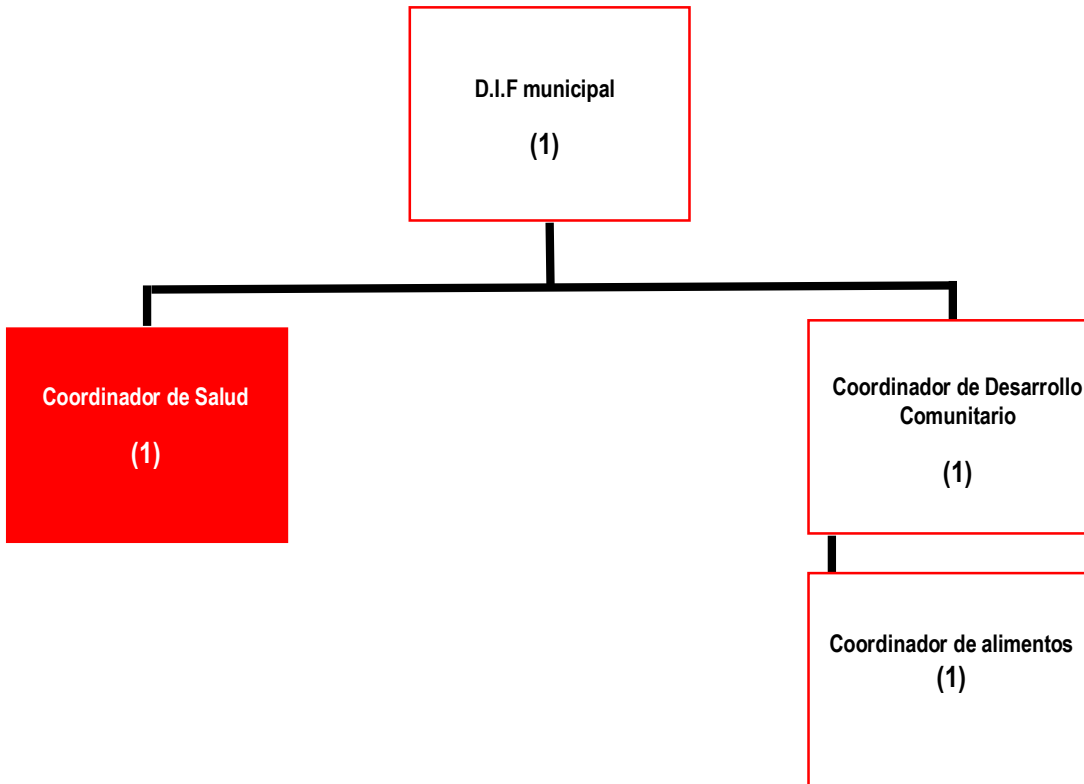 D.I.F municipal
(1)
Coordinador de Salud
(1)
Coordinador de Desarrollo
Comunitario
(1)
Coordinador de alimentos
(1)